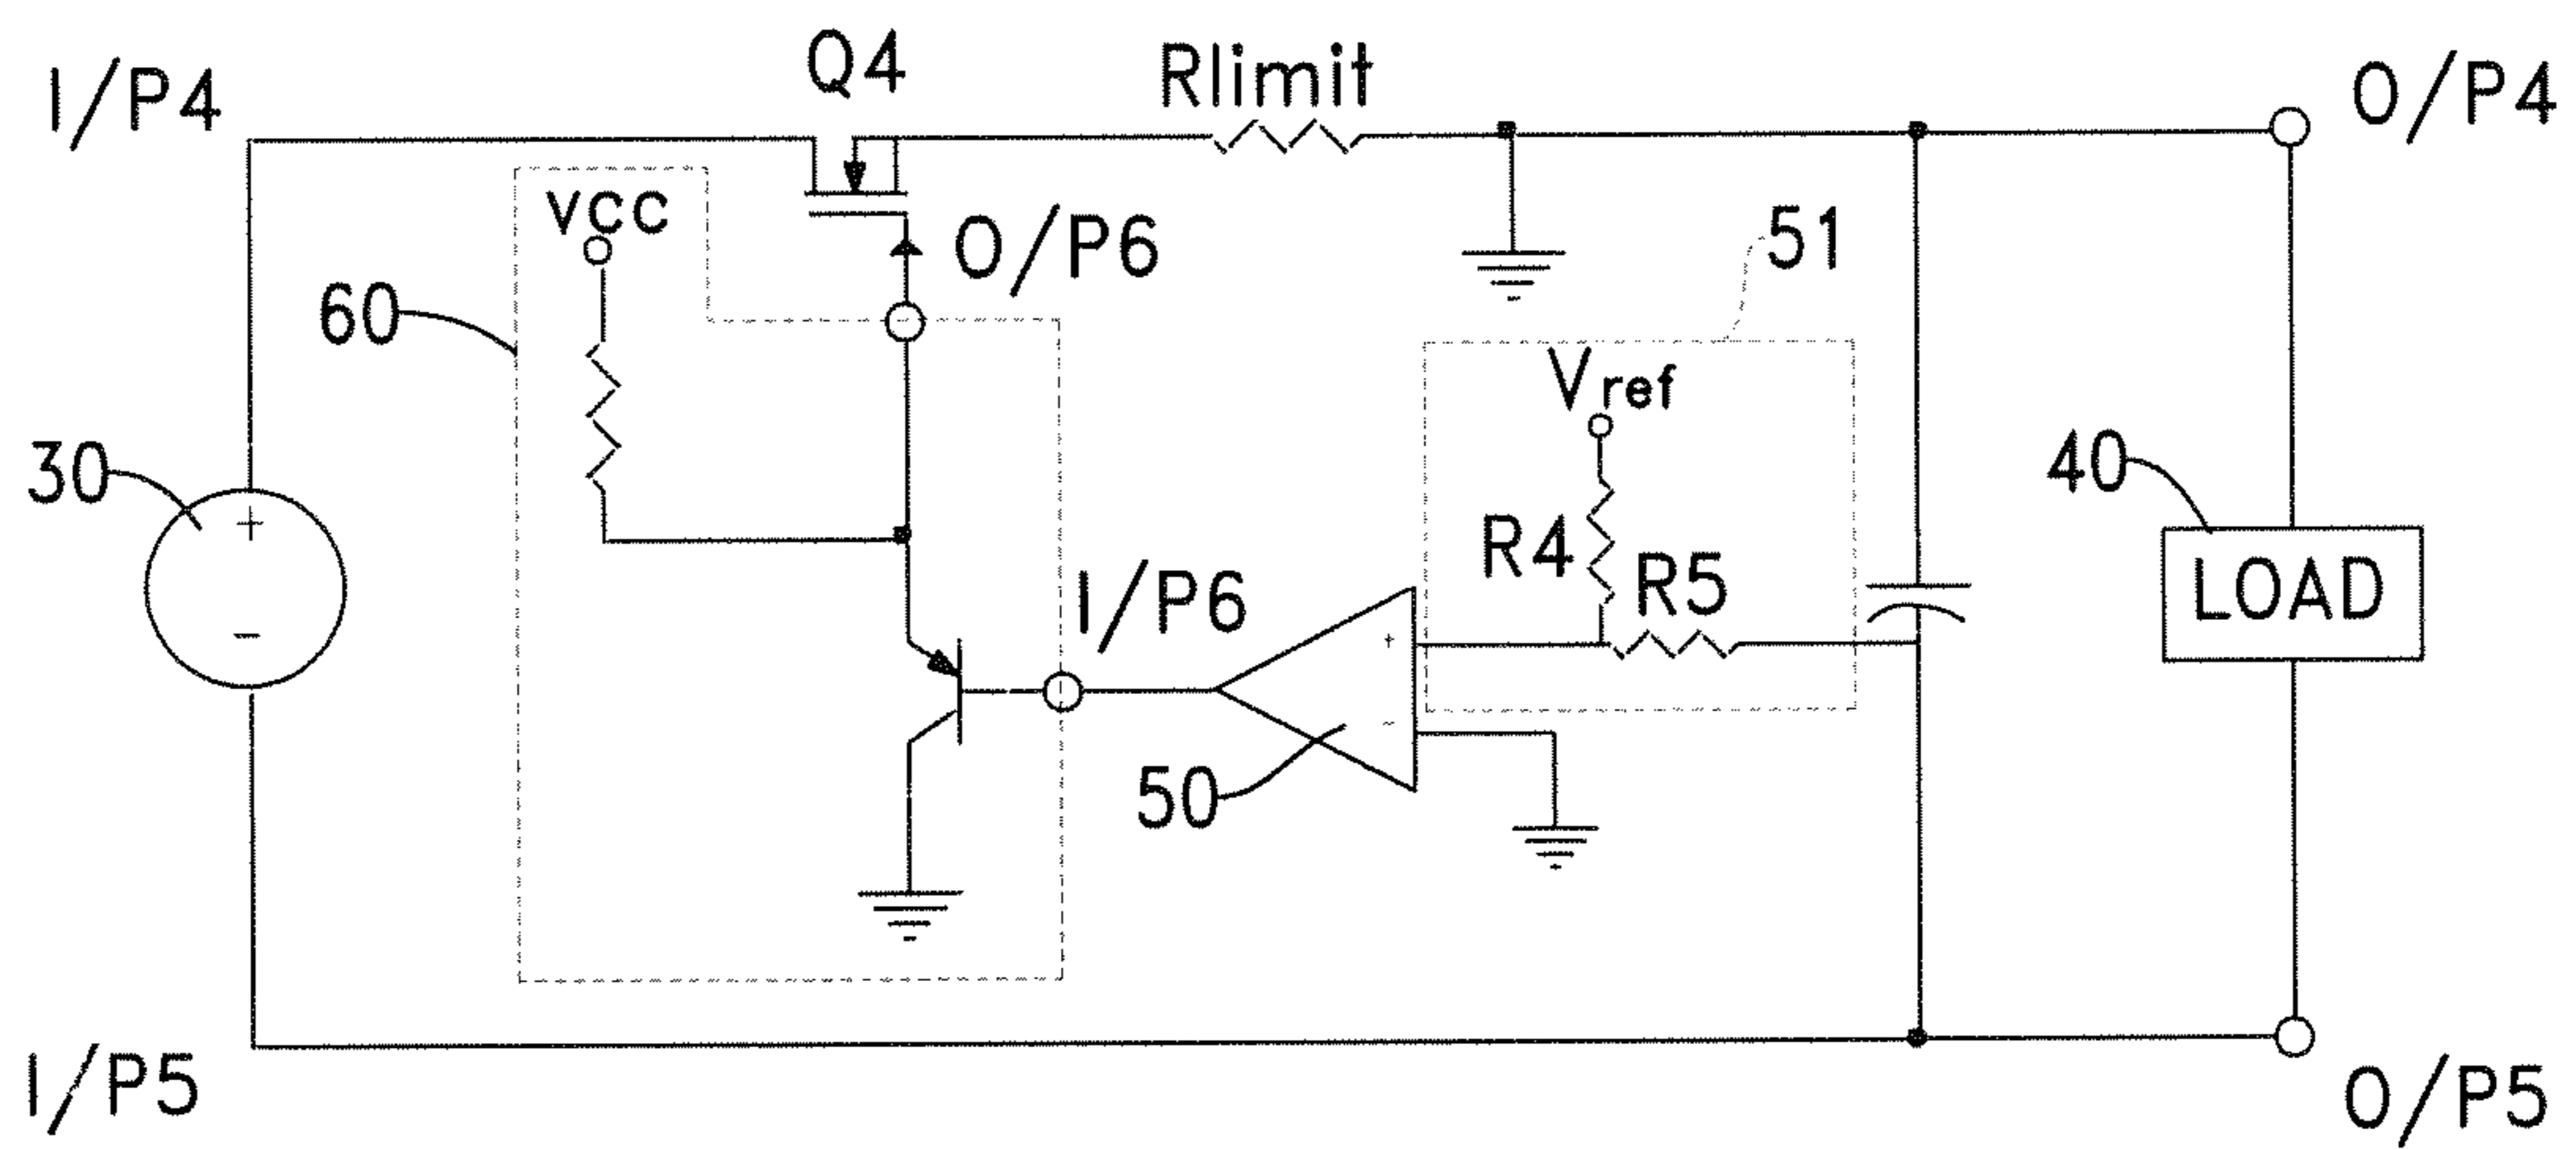 I/P4
Q4
Rlimit
O/P4
VCC
O/P6
51
60
Vref
30
+
-
R4
R5
40
LOAD
I/P6
+
-
50
I/P5
O/P5